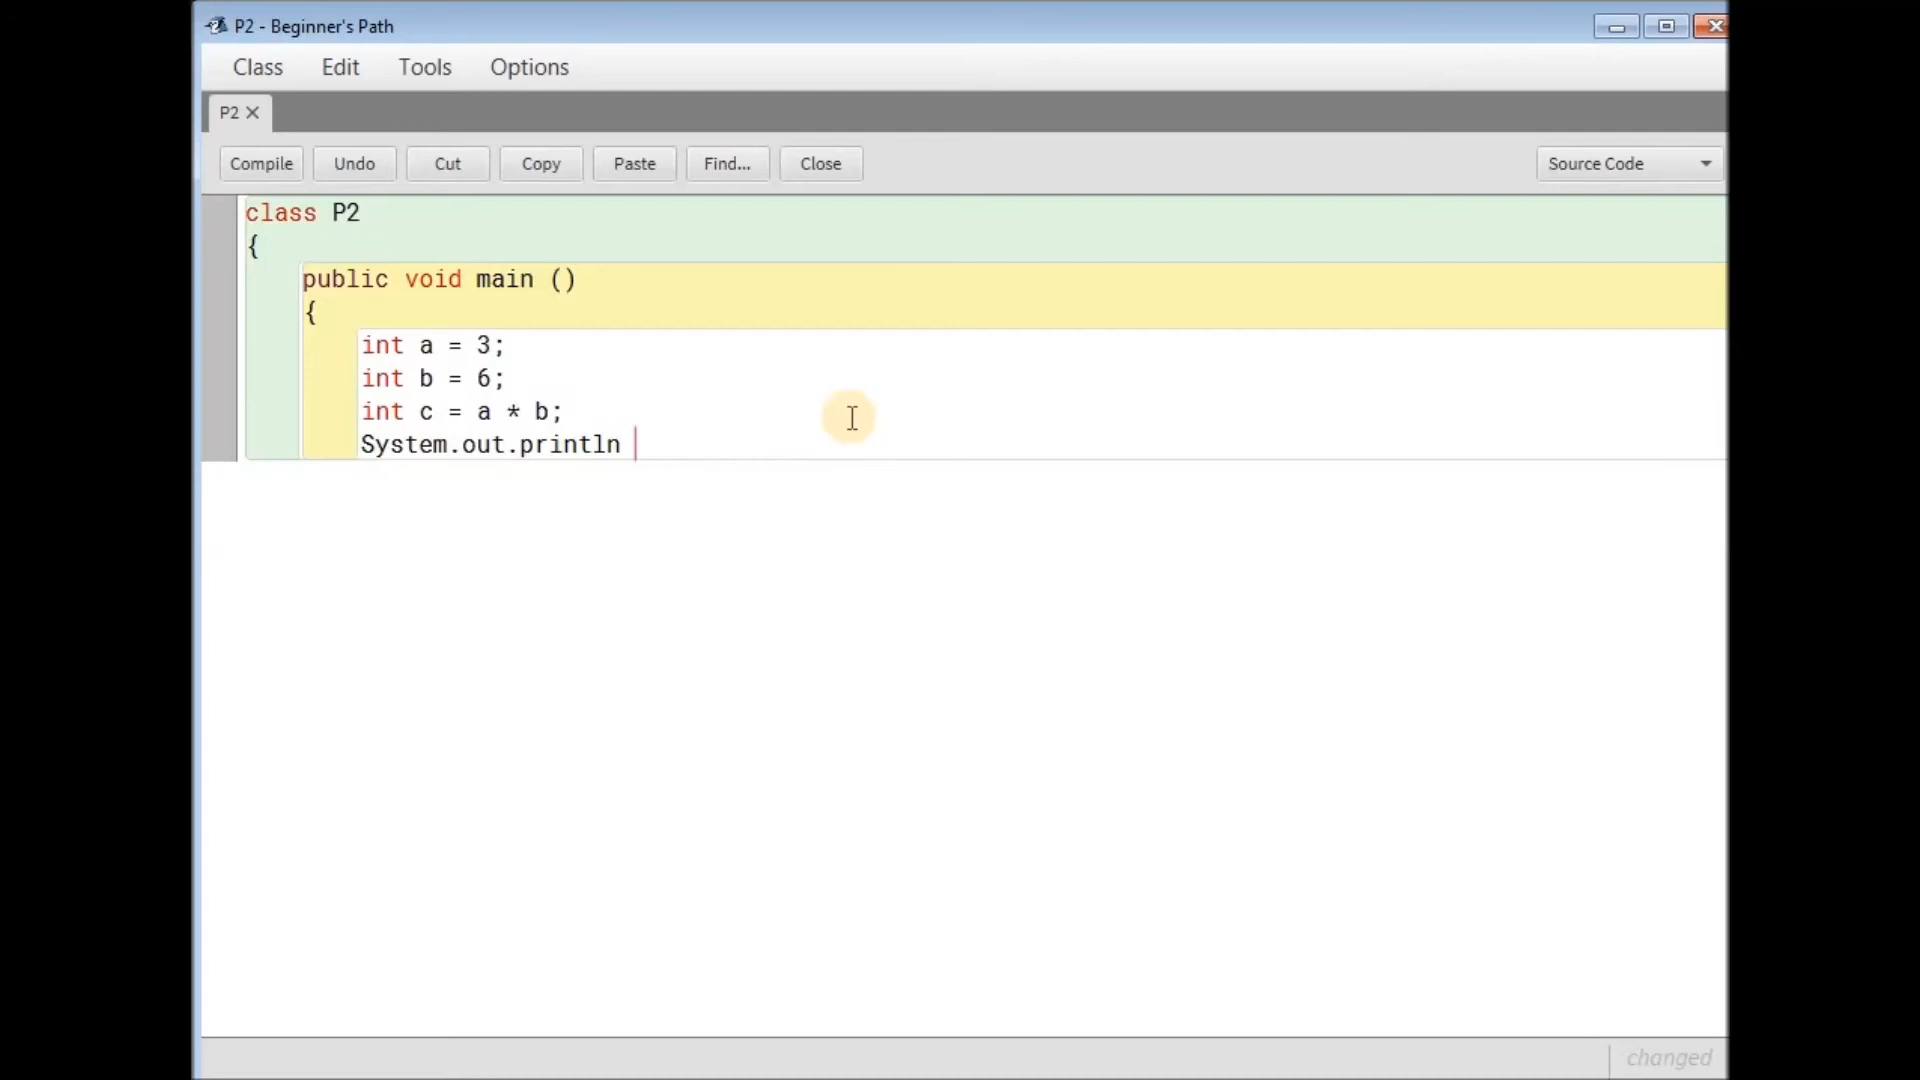 P2 - Beginner's Path
Class Edit Tools Options
P2
Compile Undo Cut Copy Paste Find... Close Source Code
class P2
{
public void main ()
{
int a = 3;
int b = 6;
int c = a * b;
System.out.println
changed